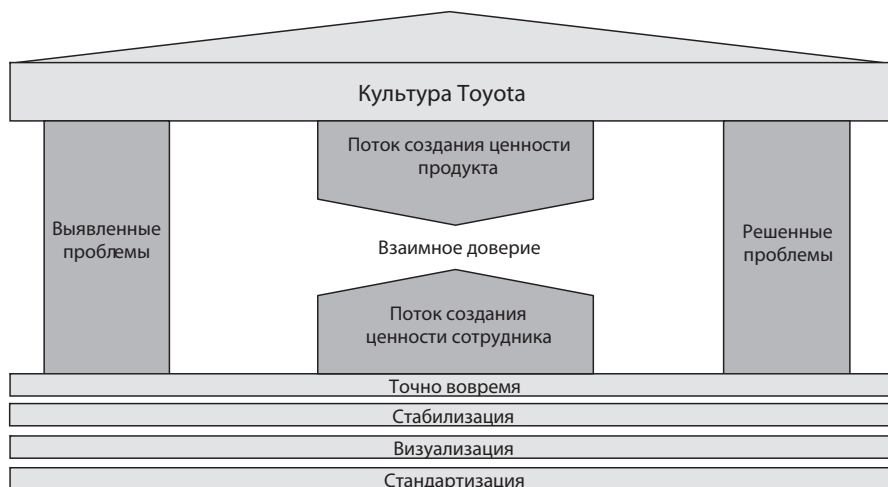 Культура Toyota
Поток создания ценности
продукта
Выявленные
проблемы
Взаимное доверие
Решенные
проблемы
Поток создания
ценности сотрудника
Точно вовремя
Стабилизация
Визуализация
Стандартизация